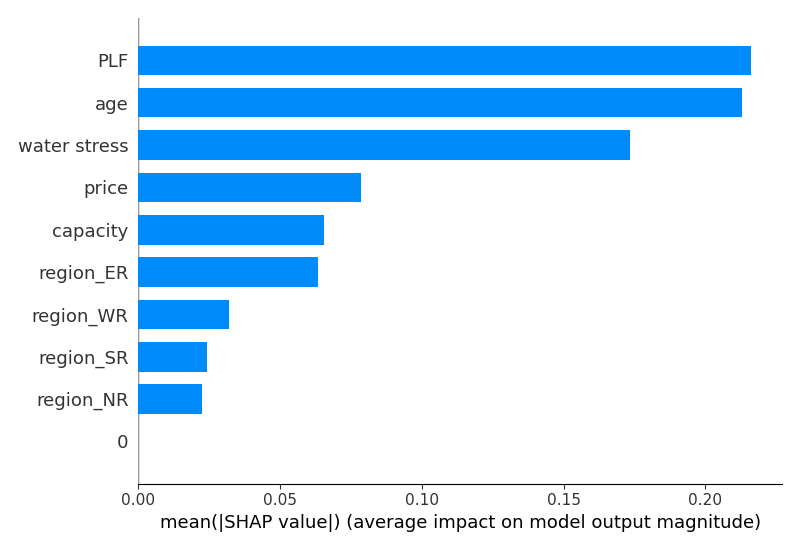 PLF
age
water stress
price
capacity
region_ER
region_WR
region_SR
region_NR
0
0.00 0.05 0.10 0.15 0.20
mean(|SHAP value|) (average impact on model output magnitude)